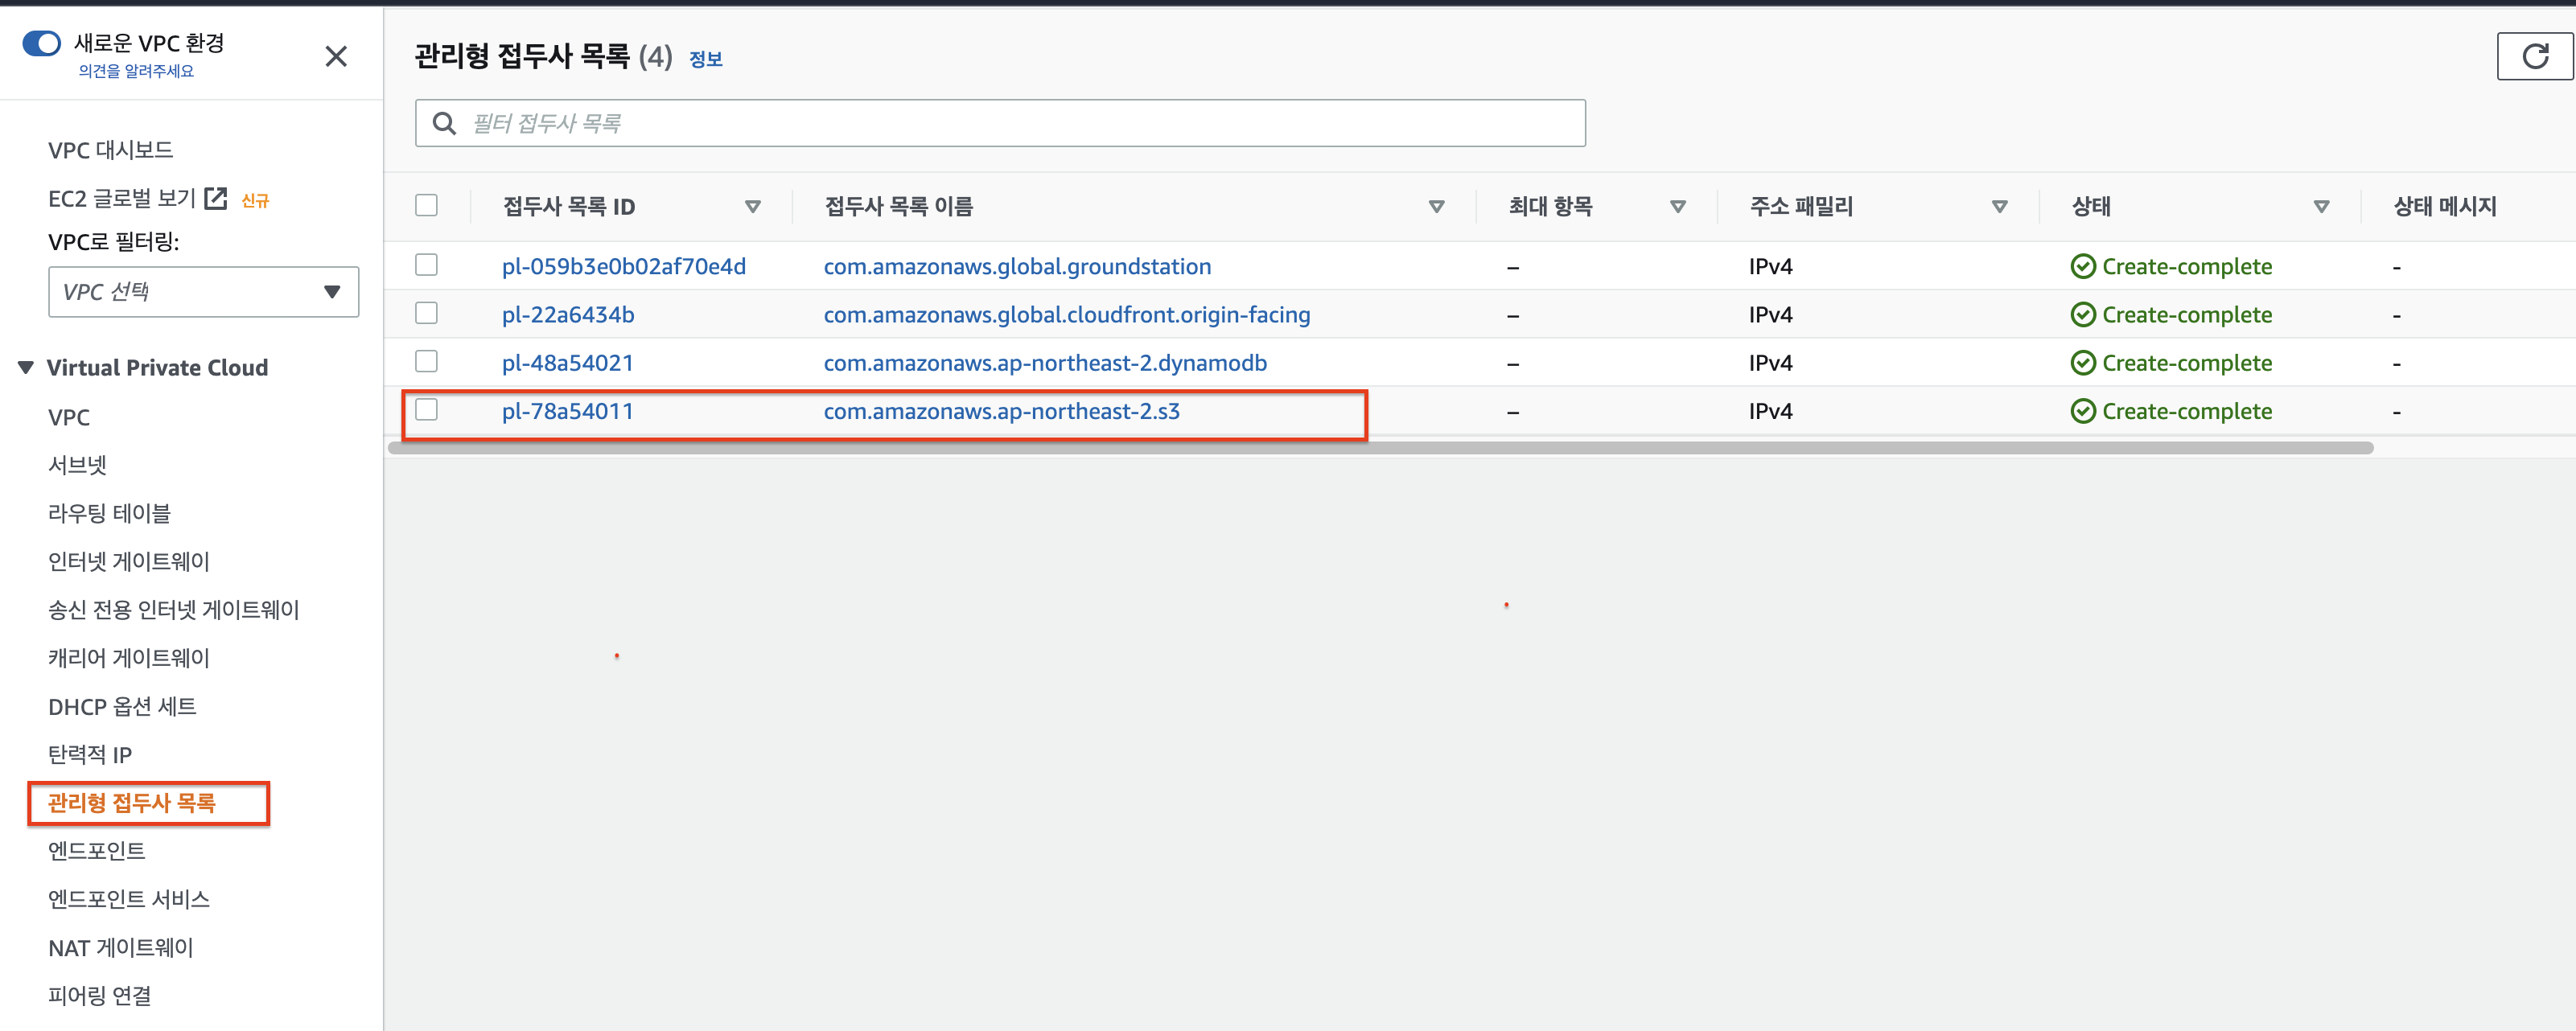 새로운 VPC 환경
의견을 알려주세요
VPC 대시보드
EC2 글로벌 보기 신규
VPC로 필터링:
VPC 선택
Virtual Private Cloud
VPC
서브넷
라우팅 테이블
인터넷 게이트웨이
송신 전용 인터넷 게이트웨이
캐리어 게이트웨이
DHCP 옵션 세트
탄력적 IP
관리형 접두사 목록
엔드포인트
엔드포인트 서비스
NAT 게이트웨이
피어링 연결
관리형 접두사 목록 (4) 정보
필터 접두사 목록
접두사 목록 ID 접두사 목록 이름 최대 항목 주소 패밀리 상태 상태 메시지
pl-059b3e0b02af70e4d com.amazonaws.global.groundstation – IPv4 Create-complete -
pl-22a6434b com.amazonaws.global.cloudfront.origin-facing – IPv4 Create-complete -
pl-48a54021 com.amazonaws.ap-northeast-2.dynamodb – IPv4 Create-complete -
pl-78a54011 com.amazonaws.ap-northeast-2.s3 – IPv4 Create-complete -